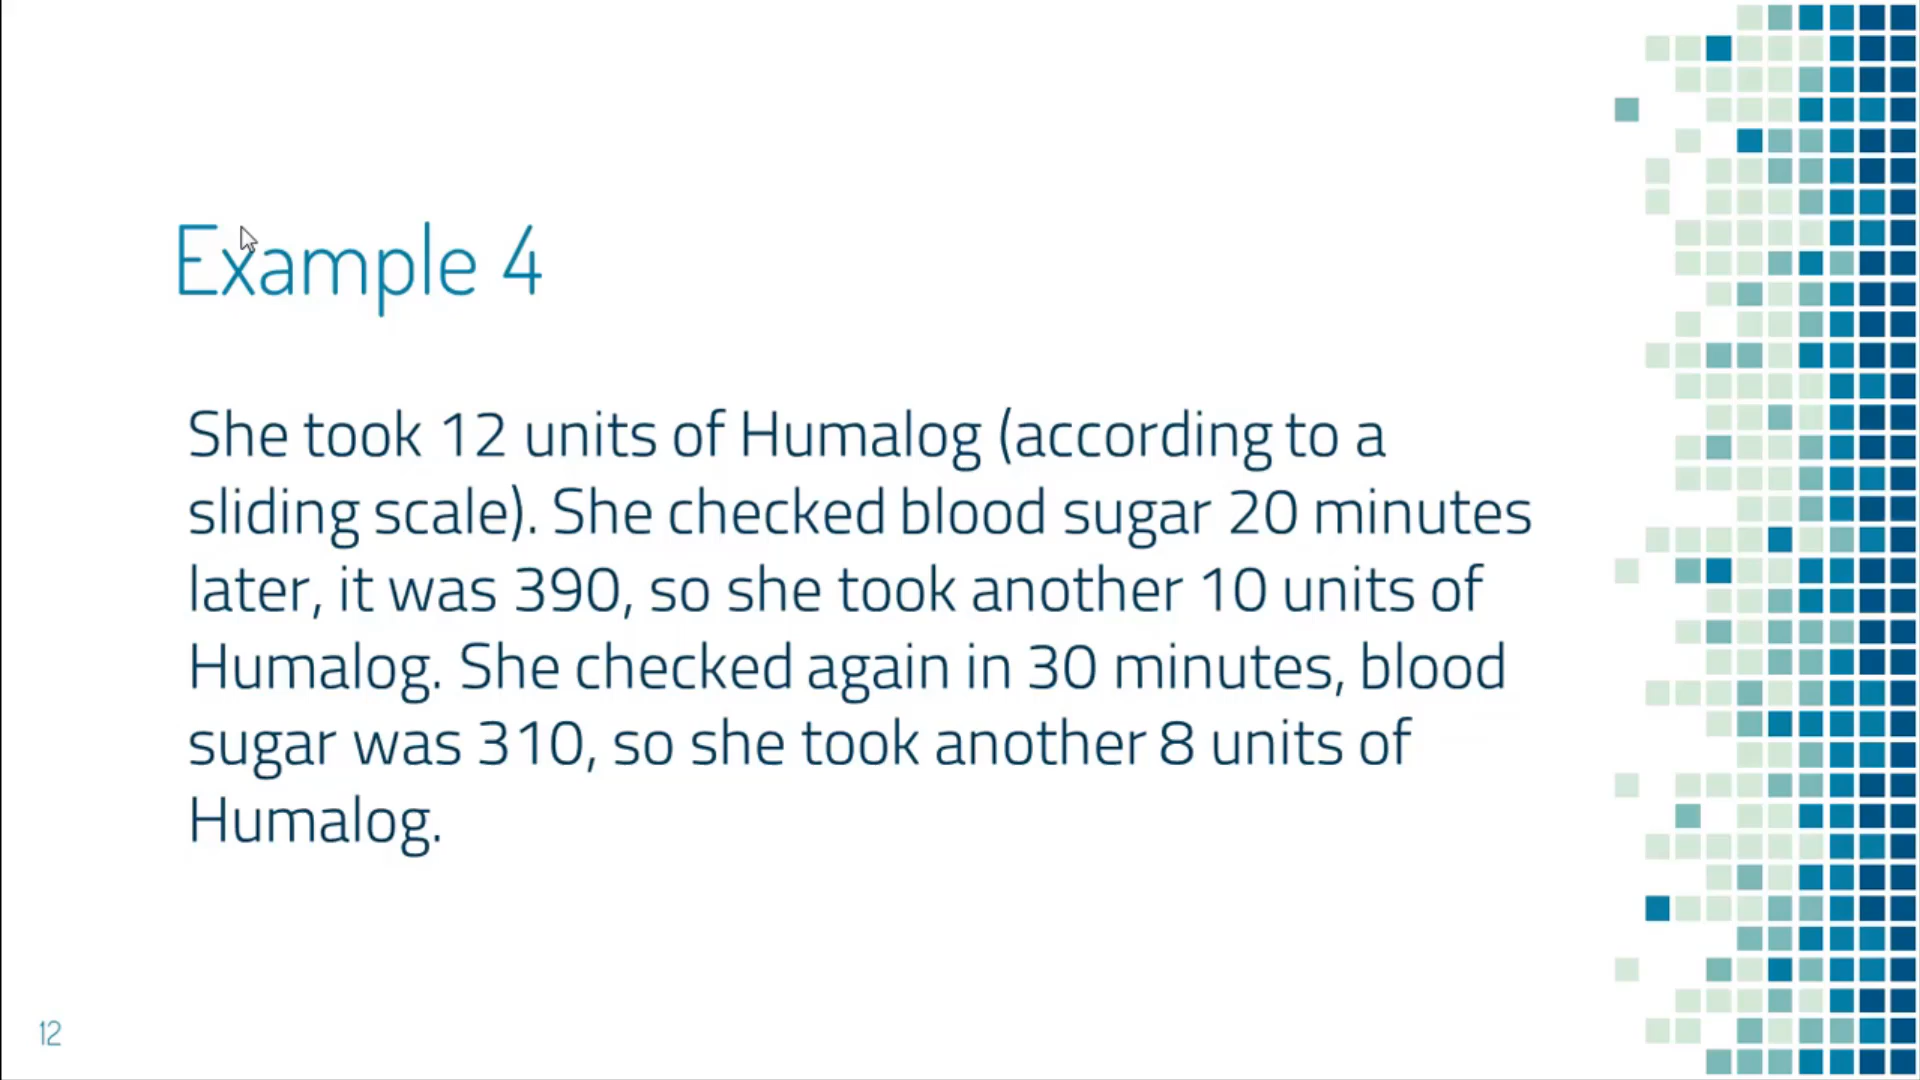 Example 4
She took 12 units of Humalog (according to a
sliding scale). She checked blood sugar 20 minutes
later, it was 390, so she took another 10 units of
Humalog. She checked again in 30 minutes, blood
sugar was 310, so she took another 8 units of
Humalog.
12